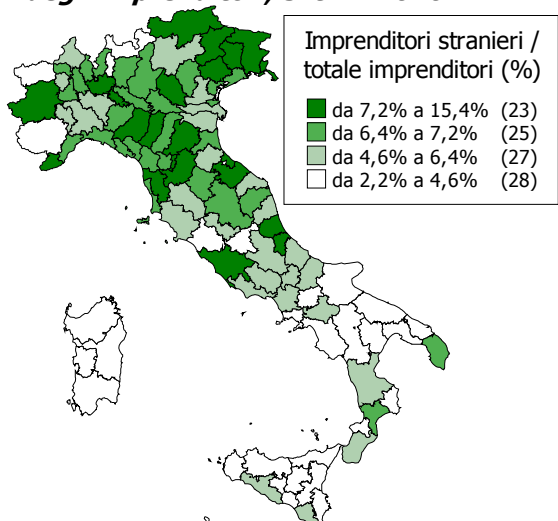 Imprenditori stranieri /
totale imprenditori (%)
da 7,2% a 15,4% (23)
da 6,4% a 7,2% (25)
da 4,6% a 6,4% (27)
da 2,2% a 4,6% (28)